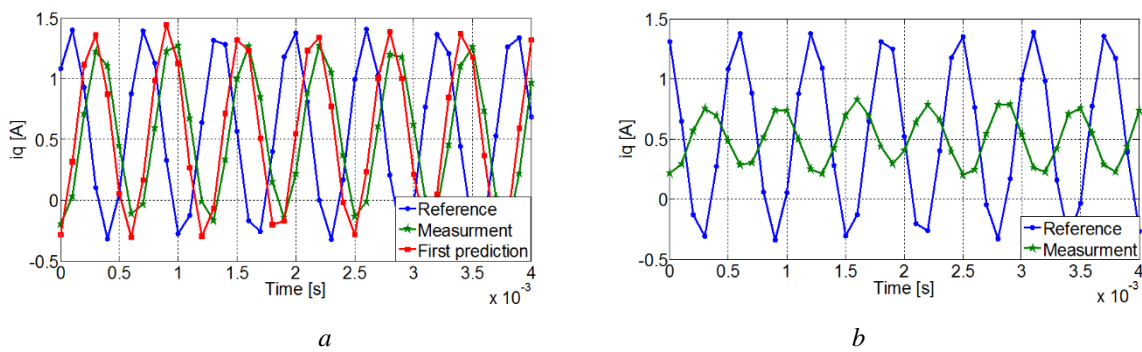 1.5
1
0.5
0
-0.5
iq [A]
Reference
Measurment
First prediction
0 0.5 1 1.5 2 2.5 3 3.5 4
Time [s]
x 10⁻³
a
1.5
1
0.5
0
-0.5
iq [A]
Reference
Measurment
0 0.5 1 1.5 2 2.5 3 3.5 4
Time [s]
x 10⁻³
b